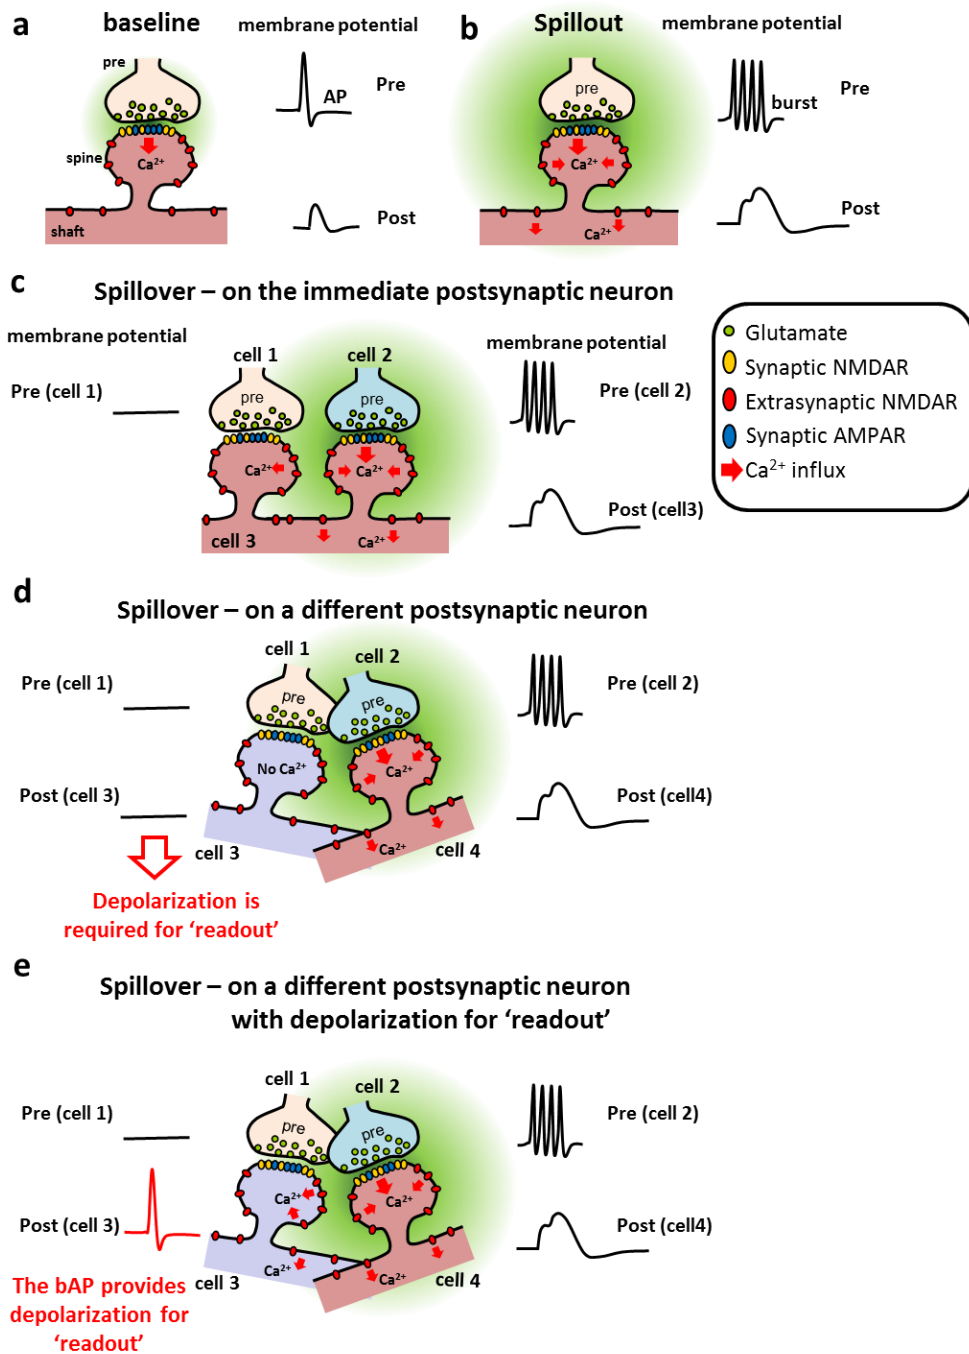 a
baseline
membrane potential
pre
AP
Pre
spine
Ca²⁺
Post
shaft
b
Spillout
membrane potential
pre
burst
Pre
Ca²⁺
Post
Ca²⁺
c
Spillover – on the immediate postsynaptic neuron
membrane potential
cell 1
cell 2
membrane potential
Pre (cell 1)
pre
pre
Pre (cell 2)
Ca²⁺
Ca²⁺
Post (cell3)
cell 3
Ca²⁺
Glutamate
Synaptic NMDAR
Extrasynaptic NMDAR
Synaptic AMPAR
Ca²⁺ influx
d
Spillover – on a different postsynaptic neuron
cell 1
cell 2
Pre (cell 1)
pre
pre
Pre (cell 2)
No Ca²⁺
Ca²⁺
Post (cell 3)
Post (cell4)
cell 3
Ca²⁺
cell 4
Depolarization is
required for ‘readout’
e
Spillover – on a different postsynaptic neuron
with depolarization for ‘readout’
cell 1
cell 2
Pre (cell 1)
pre
pre
Pre (cell 2)
Ca²⁺
Ca²⁺
Post (cell 3)
Post (cell4)
Ca²⁺
Ca²⁺
cell 3
cell 4
The bAP provides
depolarization for
‘readout’